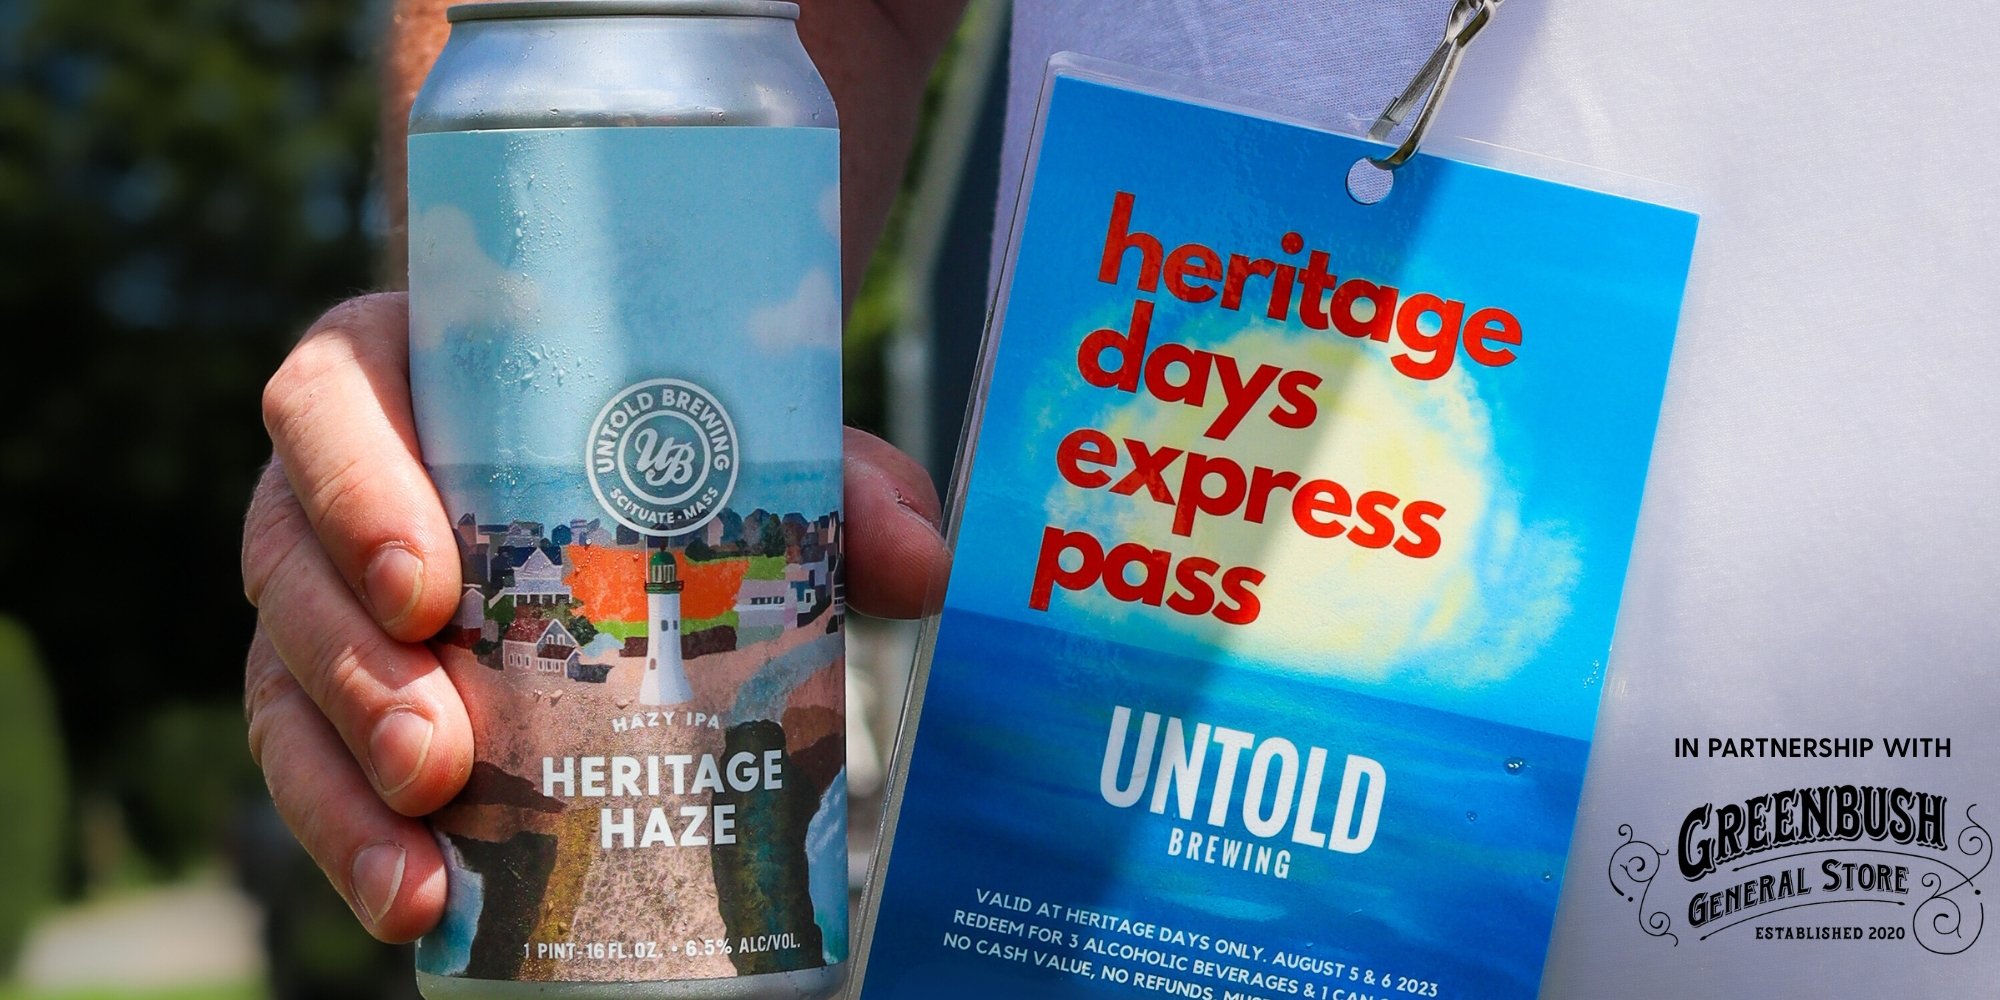 UNTOLD BREWING
UB
SCITUATE • MASS
HAZY IPA
HERITAGE
HAZE
1 PINT-16 FL.OZ. • 6.5% ALC/VOL.
heritage
days
express
pass
UNTOLD
BREWING
VALID AT HERITAGE DAYS ONLY. AUGUST 5 & 6 2023
REDEEM FOR 3 ALCOHOLIC BEVERAGES & 1 CAN
NO CASH VALUE, NO REFUNDS,
IN PARTNERSHIP WITH
GREENBUSH
GENERAL STORE
ESTABLISHED 2020